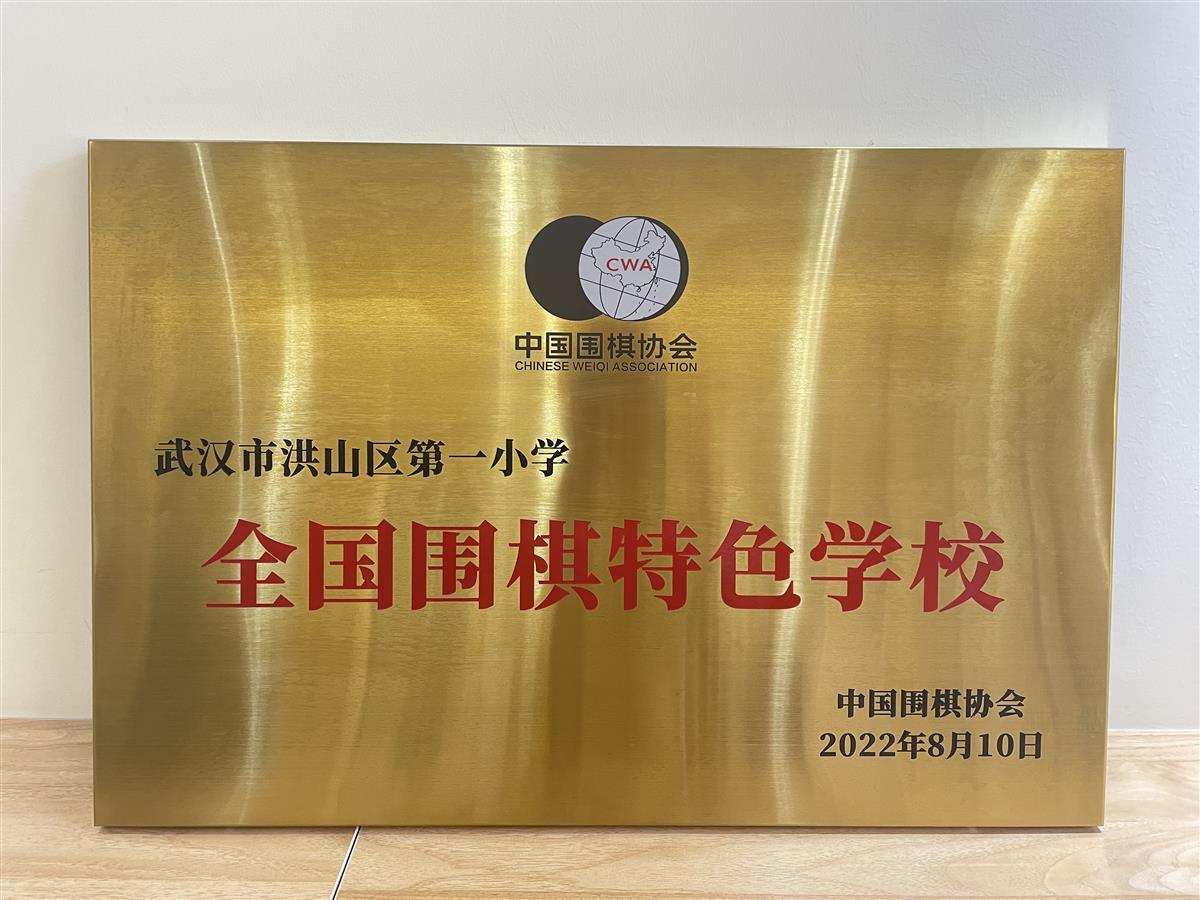 CWA
中国围棋协会
CHINESE WEIQI ASSOCIATION
武汉市洪山区第一小学
全国围棋特色学校
中国围棋协会
2022年8月10日